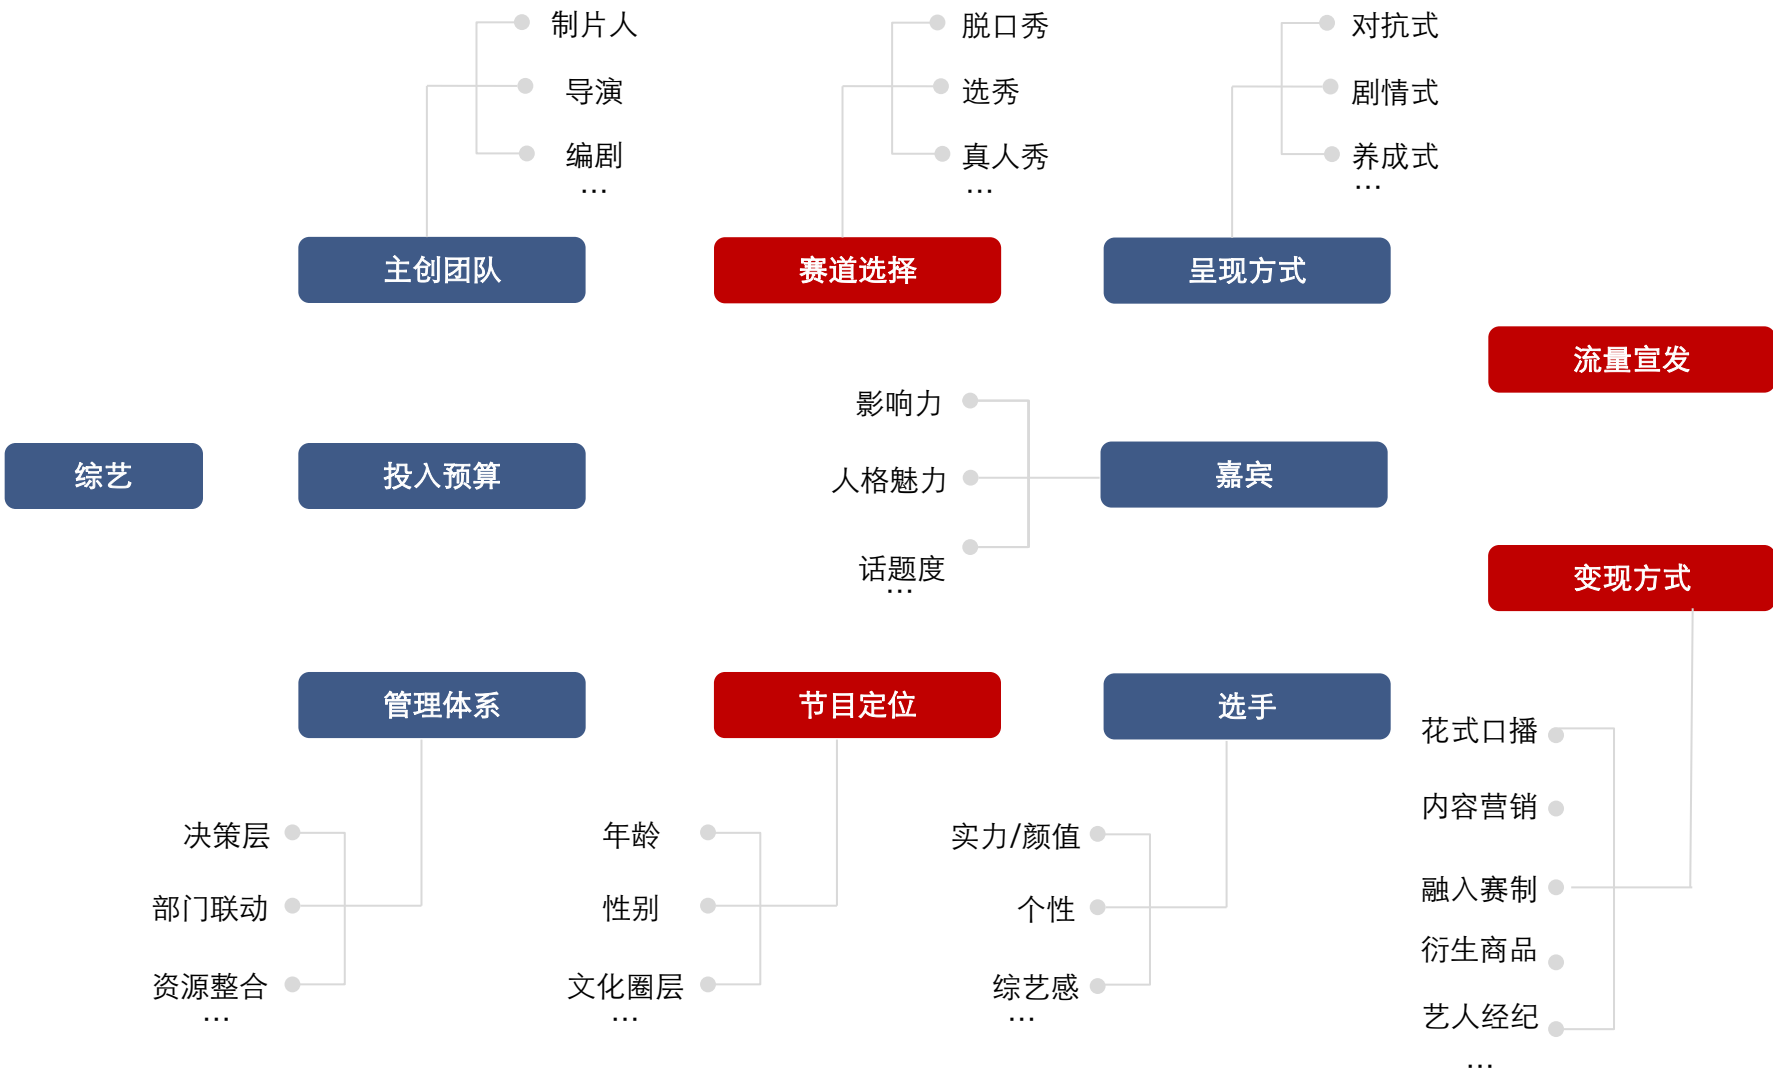 制片人
导演
编剧
...
主创团队
脱口秀
选秀
真人秀
...
赛道选择
对抗式
剧情式
养成式
...
呈现方式
流量宣发
综艺
投入预算
影响力
人格魅力
话题度
...
嘉宾
变现方式
管理体系
决策层
部门联动
资源整合
...
节目定位
年龄
性别
文化圈层
...
选手
实力/颜值
个性
综艺感
...
花式口播
内容营销
融入赛制
衍生商品
艺人经纪
...